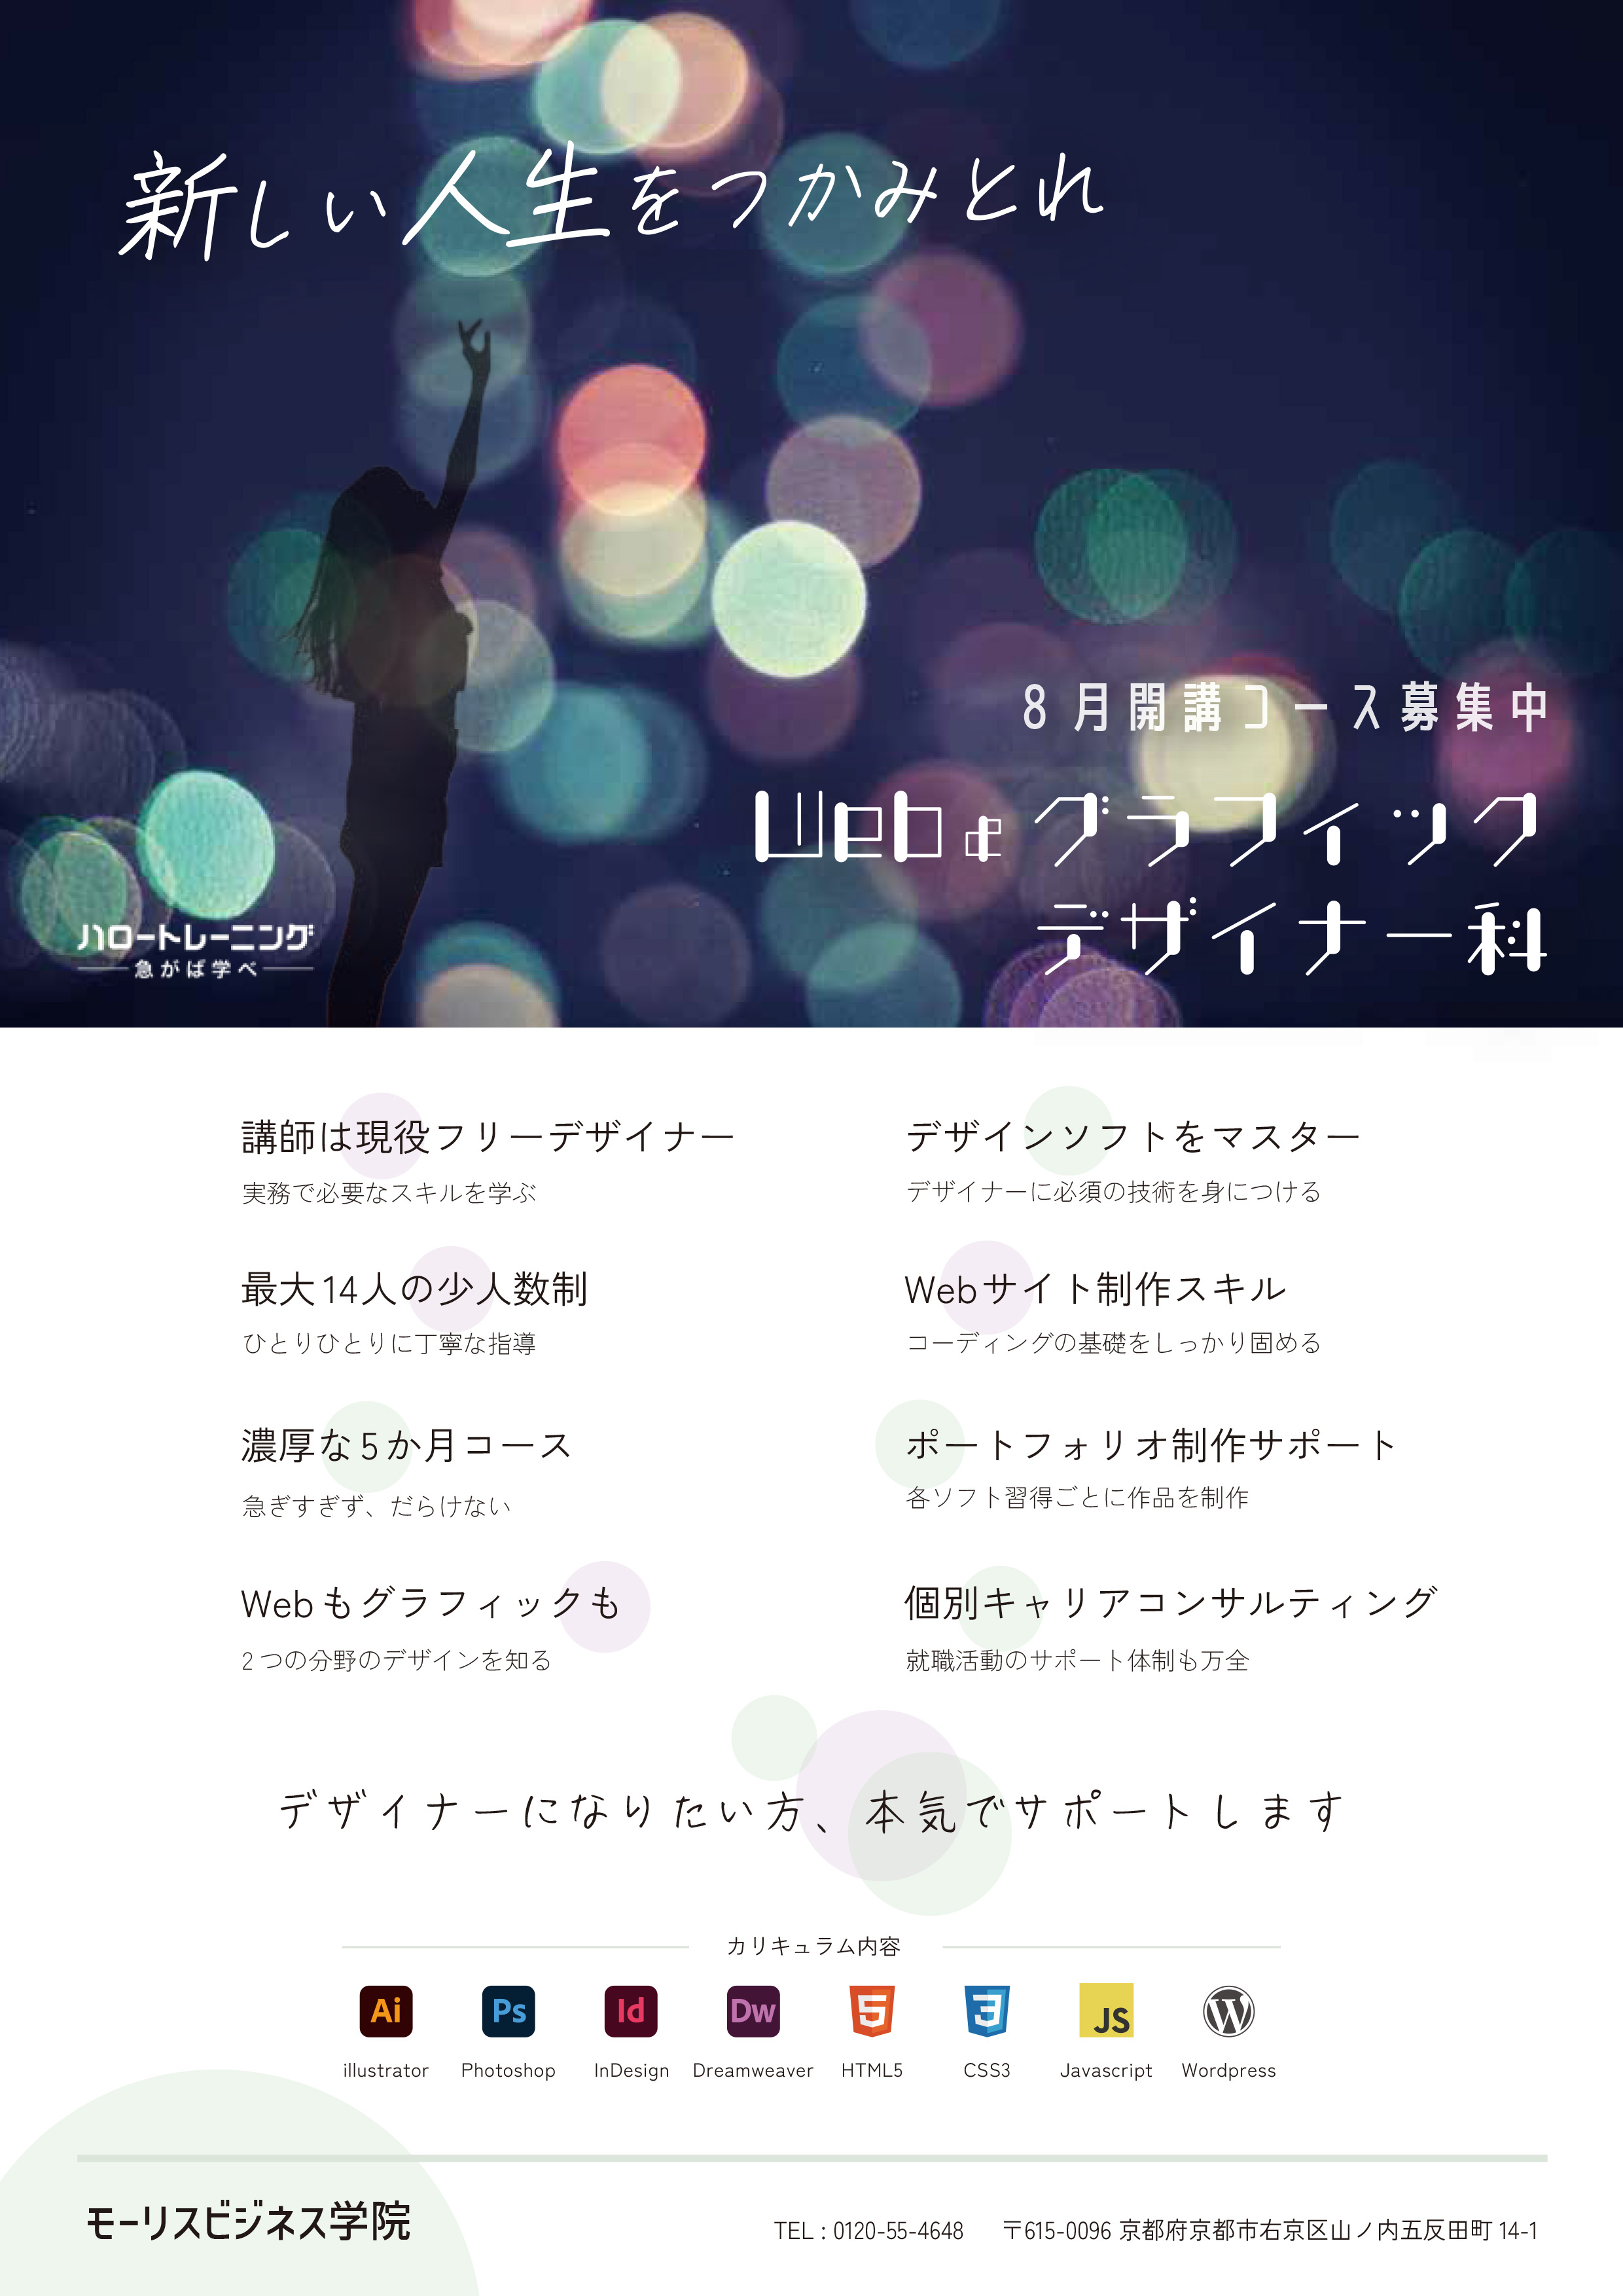 新しい人生をつかみとれ
8月開講コース募集中
Web&グラフィック
デザイナー科
ハロートレーニング
急がば学べ
講師は現役フリーデザイナー
実務で必要なスキルを学ぶ
最大14人の少人数制
ひとりひとりに丁寧な指導
濃厚な5か月コース
急ぎすぎず、だらけない
Webもグラフィックも
2つの分野のデザインを知る
デザインソフトをマスター
デザイナーに必須の技術を身につける
Webサイト制作スキル
コーディングの基礎をしっかり固める
ポートフォリオ制作サポート
各ソフト習得ごとに作品を制作
個別キャリアコンサルティング
就職活動のサポート体制も万全
デザイナーになりたい方、本気でサポートします
カリキュラム内容
Ai Ps Id Dw 5 3 JS W
illustrator Photoshop InDesign Dreamweaver HTML5 CSS3 Javascript Wordpress
モーリスビジネス学院
TEL : 0120-55-4648 〒615-0096 京都府京都市右京区山ノ内五反田町 14-1